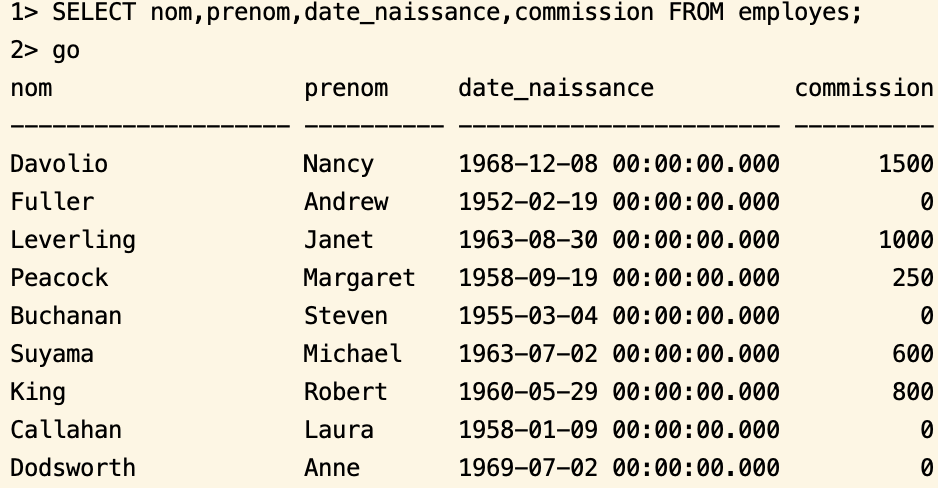 1> SELECT nom,prenom,date_naissance,commission FROM employes;
2> go
nom                  prenom     date_naissance          commission
-------------------- ---------- ----------------------- ----------
Davolio              Nancy      1968-12-08 00:00:00.000       1500
Fuller               Andrew     1952-02-19 00:00:00.000          0
Leverling            Janet      1963-08-30 00:00:00.000       1000
Peacock              Margaret   1958-09-19 00:00:00.000        250
Buchanan             Steven     1955-03-04 00:00:00.000          0
Suyama               Michael    1963-07-02 00:00:00.000        600
King                 Robert     1960-05-29 00:00:00.000        800
Callahan             Laura      1958-01-09 00:00:00.000          0
Dodsworth            Anne       1969-07-02 00:00:00.000          0